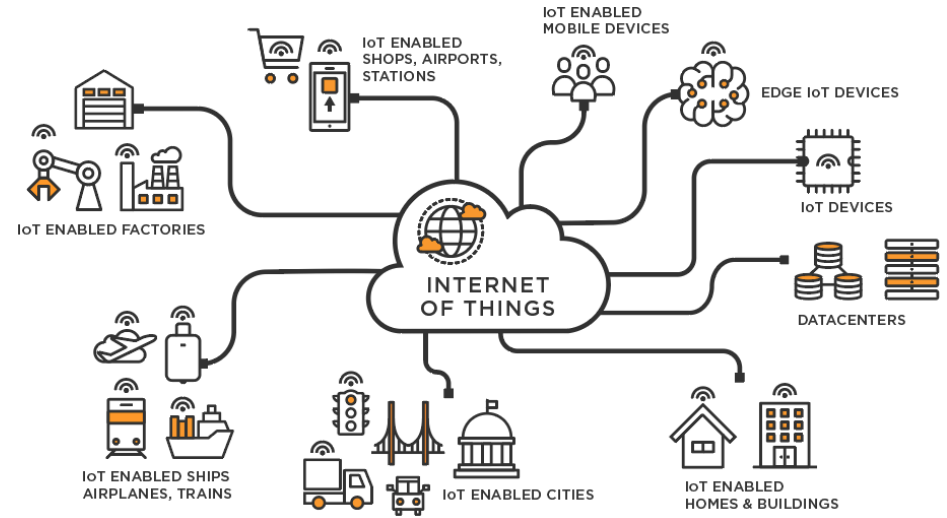 IoT ENABLED
SHOPS, AIRPORTS,
STATIONS
IoT ENABLED
MOBILE DEVICES
EDGE IoT DEVICES
IoT DEVICES
IoT ENABLED FACTORIES
INTERNET
OF THINGS
DATACENTERS
IoT ENABLED SHIPS
AIRPLANES, TRAINS
IoT ENABLED CITIES
IoT ENABLED
HOMES & BUILDINGS